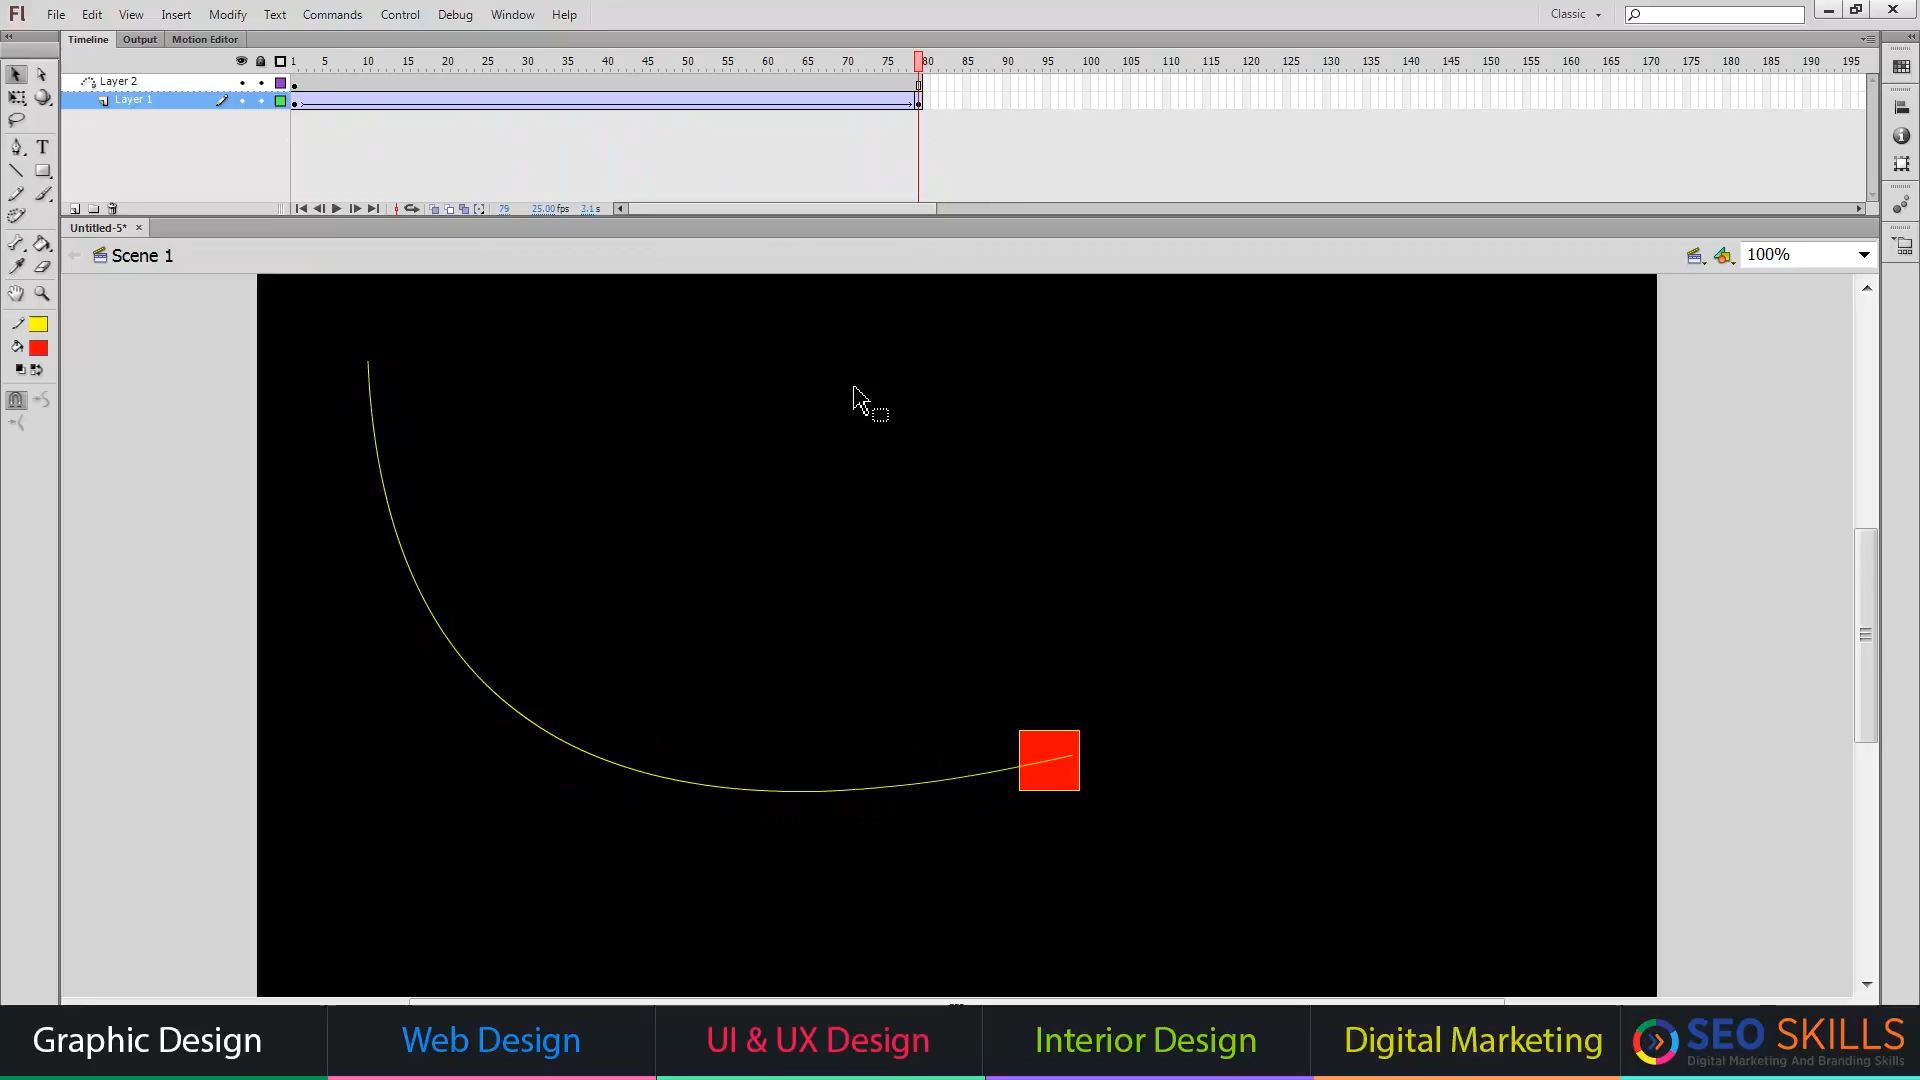 Fl File Edit View Insert Modify Text Commands Control Debug Window Help Classic
Timeline Output Motion Editor
1 5 10 15 20 25 30 35 40 45 50 55 60 65 70 75 80 85 90 95 100 105 110 115 120 125 130 135 140 145 150 155 160 165 170 175 180 185 190 195
Layer 2
Layer 1
T
79 25.00 fps 3.1 s
Untitled-5*
Scene 1 100%
Graphic Design Web Design UI & UX Design Interior Design Digital Marketing SEO SKILLS
Digital Marketing And Branding Skills